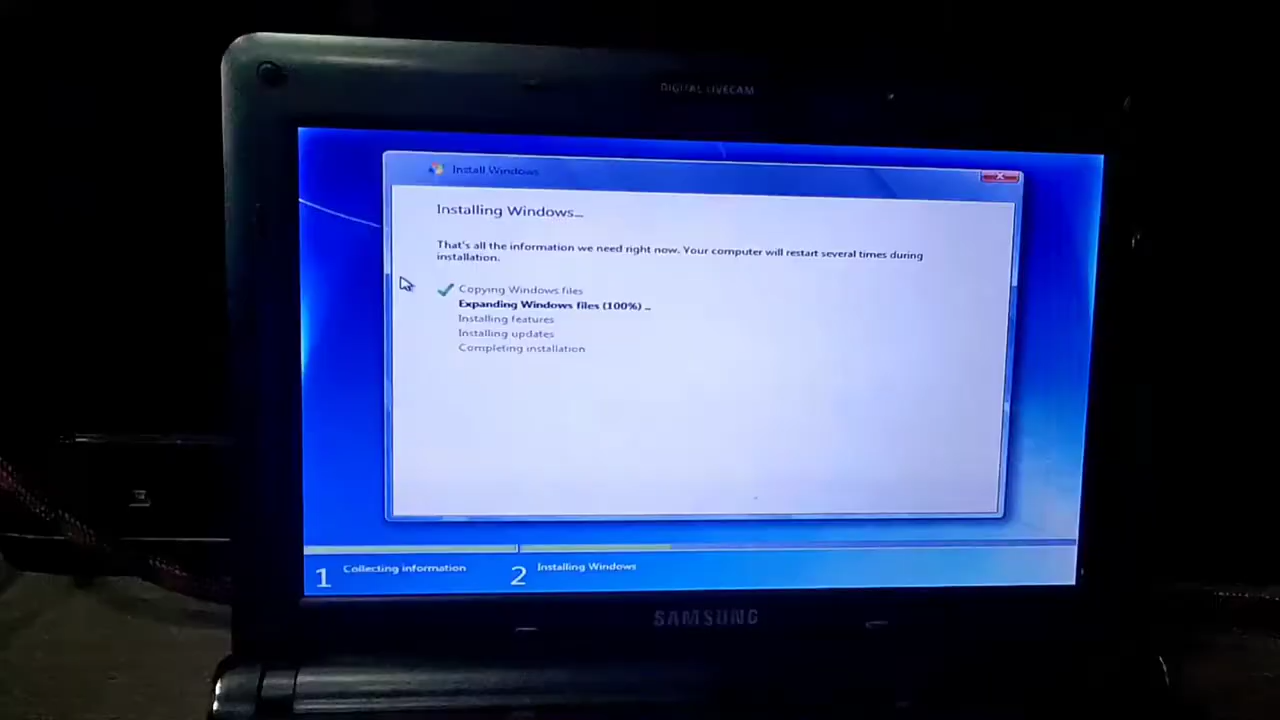 DIGITAL LIVECAM
Install Windows
Installing Windows...
That's all the information we need right now. Your computer will restart several times during
installation.
Copying Windows files
Expanding Windows files (100%) ...
Installing features
Installing updates
Completing installation
1 Collecting information 2 Installing Windows
SAMSUNG